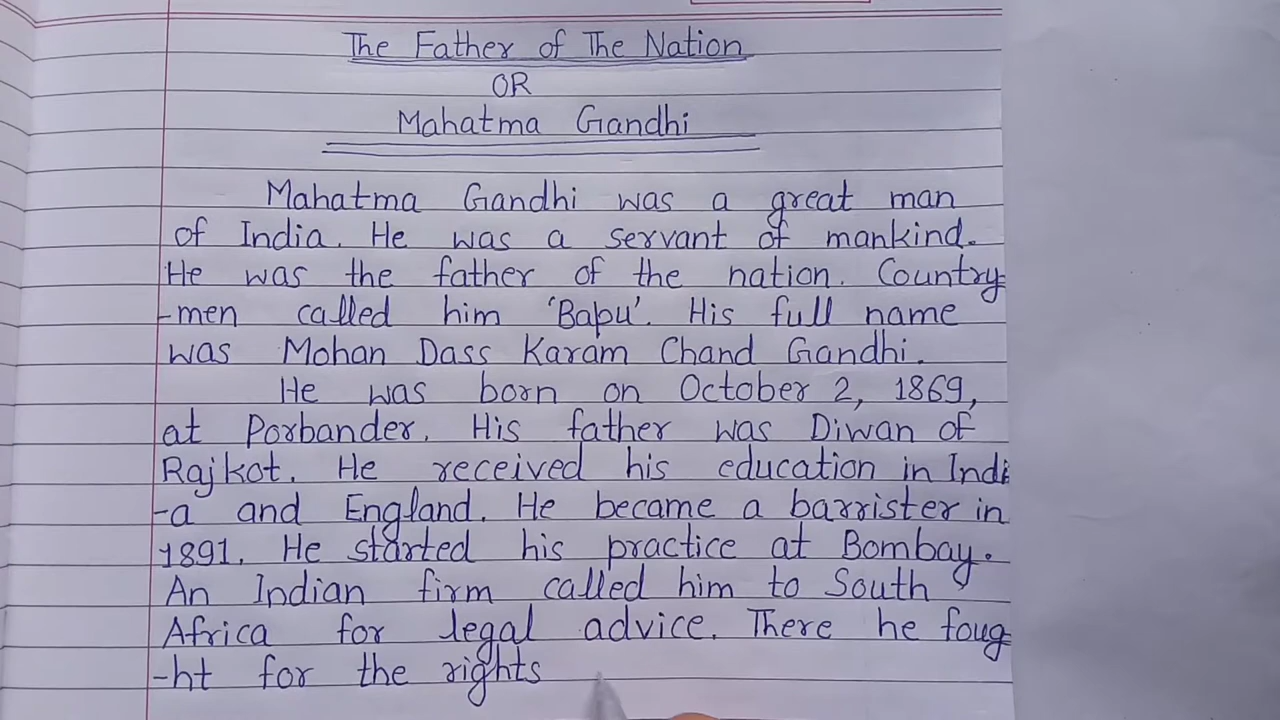 The Father of The Nation
OR
Mahatma Gandhi
Mahatma Gandhi was a great man
of India. He was a servant of mankind.
He was the father of the nation. Country
-men called him 'Bapu'. His full name
was Mohan Dass Karam Chand Gandhi.
He was born on October 2, 1869,
at Porbander. His father was Diwan of
Rajkot. He received his education in Indi
-a and England. He became a barrister in
1891. He started his practice at Bombay.
An Indian firm called him to South
Africa for legal advice. There he foug
-ht for the rights